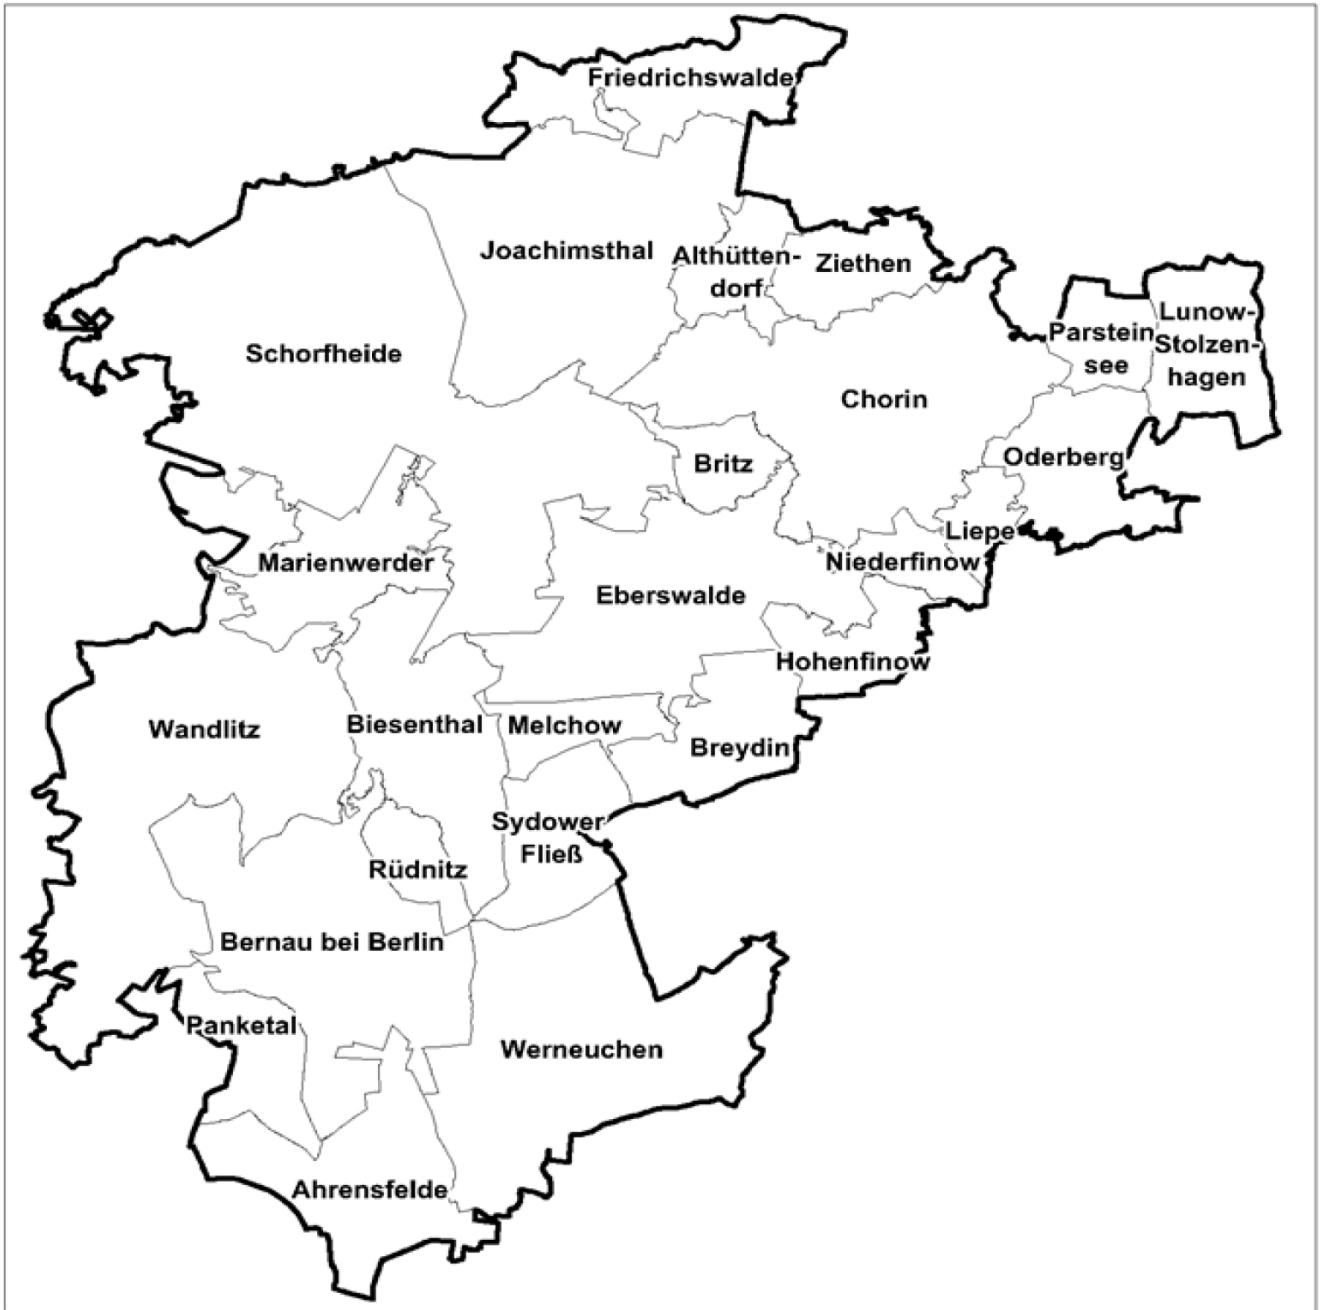 Friedrichswalde
Joachimsthal
Althütten-
dorf
Ziethen
Lunow-
Stolzen-
hagen
Parstein
see
Schorfheide
Chorin
Britz
Oderberg
Liepe
Niederfinow
Marienwerder
Eberswalde
Hohenfinow
Wandlitz
Biesenthal
Melchow
Breydin
Sydower
Fließ
Rüdnitz
Bernau bei Berlin
Panketal
Werneuchen
Ahrensfelde